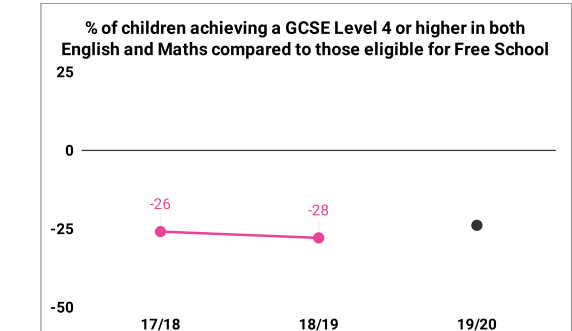 % of children achieving a GCSE Level 4 or higher in both
English and Maths compared to those eligible for Free School
25
0
-26
-28
-25
-50
17/18 18/19 19/20